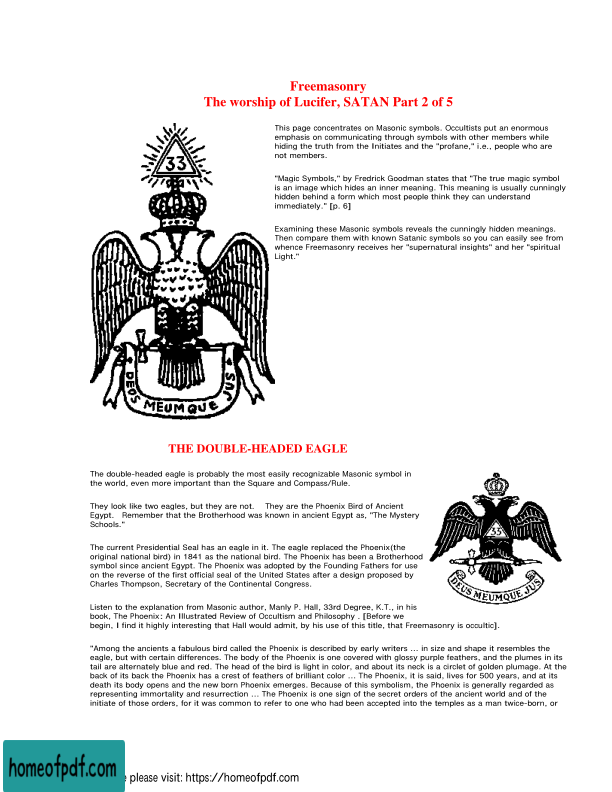 Freemasonry
The worship of Lucifer, SATAN Part 2 of 5
33
DEUS MEUMQUE JUS
This page concentrates on Masonic symbols. Occultists put an enormous
emphasis on communicating through symbols with other members while
hiding the truth from the Initiates and the "profane," i.e., people who are
not members.
"Magic Symbols," by Fredrick Goodman states that "The true magic symbol
is an image which hides an inner meaning. This meaning is usually cunningly
hidden behind a form which most people think they can understand
immediately." [p. 6]
Examining these Masonic symbols reveals the cunningly hidden meanings.
Then compare them with known Satanic symbols so you can easily see from
whence Freemasonry receives her "supernatural insights" and her "spiritual
Light."
THE DOUBLE-HEADED EAGLE
The double-headed eagle is probably the most easily recognizable Masonic symbol in
the world, even more important than the Square and Compass/Rule.
They look like two eagles, but they are not. They are the Phoenix Bird of Ancient
Egypt. Remember that the Brotherhood was known in ancient Egypt as, "The Mystery
Schools."
The current Presidential Seal has an eagle in it. The eagle replaced the Phoenix(the
original national bird) in 1841 as the national bird. The Phoenix has been a Brotherhood
symbol since ancient Egypt. The Phoenix was adopted by the Founding Fathers for use
on the reverse of the first official seal of the United States after a design proposed by
Charles Thompson, Secretary of the Continental Congress.
33
DEUS MEUMQUE JUS
Listen to the explanation from Masonic author, Manly P. Hall, 33rd Degree, K.T., in his
book, The Phoenix: An Illustrated Review of Occultism and Philosophy . [Before we
begin, I find it highly interesting that Hall would admit, by his use of this title, that Freemasonry is occultic].
"Among the ancients a fabulous bird called the Phoenix is described by early writers ... in size and shape it resembles the
eagle, but with certain differences. The body of the Phoenix is one covered with glossy purple feathers, and the plumes in its
tail are alternately blue and red. The head of the bird is light in color, and about its neck is a circlet of golden plumage. At the
back of its back the Phoenix has a crest of feathers of brilliant color ... The Phoenix, it is said, lives for 500 years, and at its
death its body opens and the new born Phoenix emerges. Because of this symbolism, the Phoenix is generally regarded as
representing immortality and resurrection ... The Phoenix is one sign of the secret orders of the ancient world and of the
initiate of those orders, for it was common to refer to one who had been accepted into the temples as a man twice-born, or
homeofpdf.com
please visit: https://homeofpdf.com